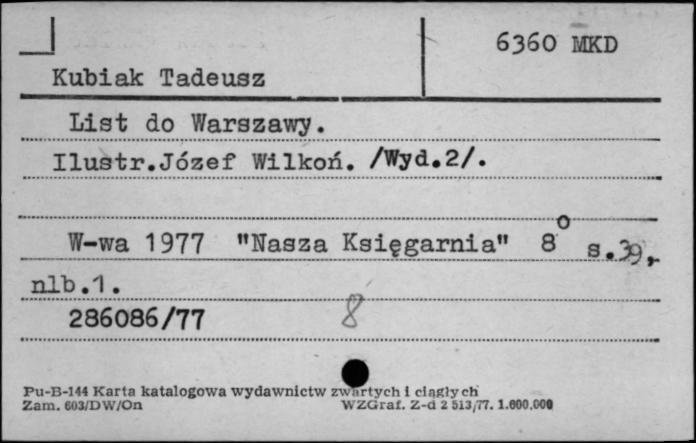 6360 MKD
Kubiak Tadeusz
List do Warszawy.
Ilustr.Józef Wilkoń. /Wyd.2/.
W-wa 1977 "Nasza Księgarnia" 8° s.39,
nlb.1.
286086/77 8
Pu-B-144 Karta katalogowa wydawnictw zwartych i ciągłych
Zam. 603/DW/On WZGraf. Z-d 2 513/77. 1.600.000